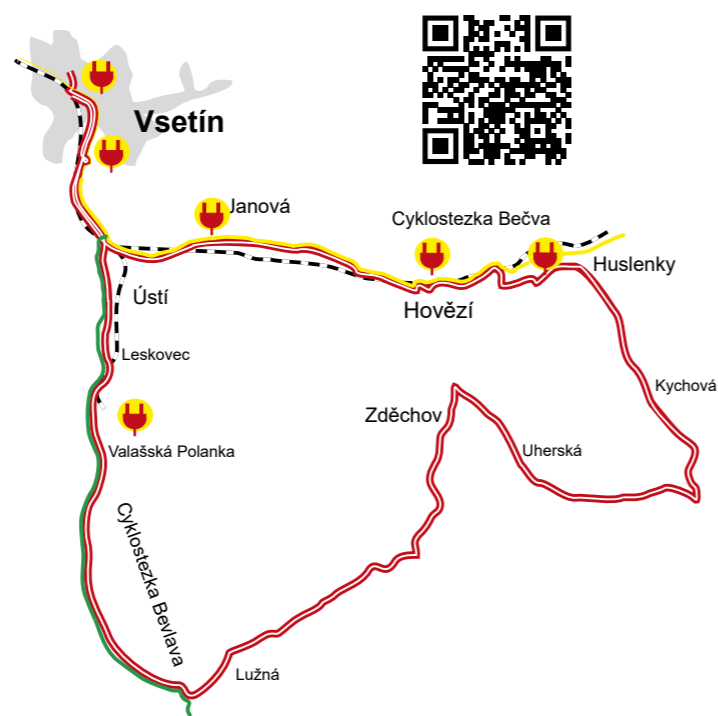 Vsetín
Janová
Cyklostezka Bečva
Huslenky
Ústí
Hovězí
Leskovec
Kychová
Zděchov
Uherská
Valašská Polanka
Cyklostezka Bevlava
Lužná